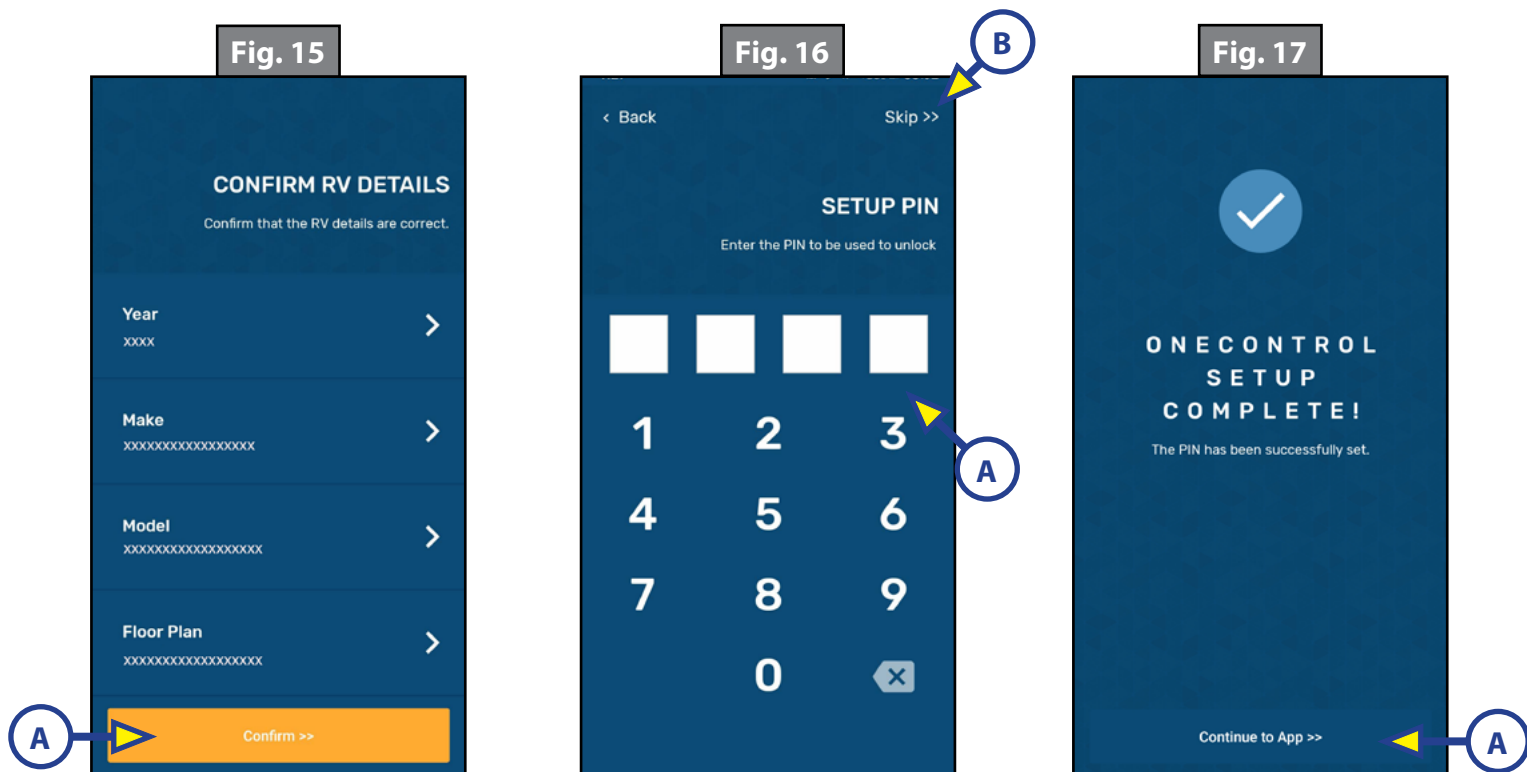 Fig. 15
CONFIRM RV DETAILS
Confirm that the RV details are correct.
Year
xxxx
Make
xxxxxxxxxxxxxxxxx
Model
xxxxxxxxxxxxxxxxxx
Floor Plan
xxxxxxxxxxxxxxxxxx
Confirm >>
A
Fig. 16
B
< Back
Skip >>
SETUP PIN
Enter the PIN to be used to unlock
1 2 3
A
4 5 6
7 8 9
0
Fig. 17
ONECONTROL
SETUP
COMPLETE!
The PIN has been successfully set.
Continue to App >>
A